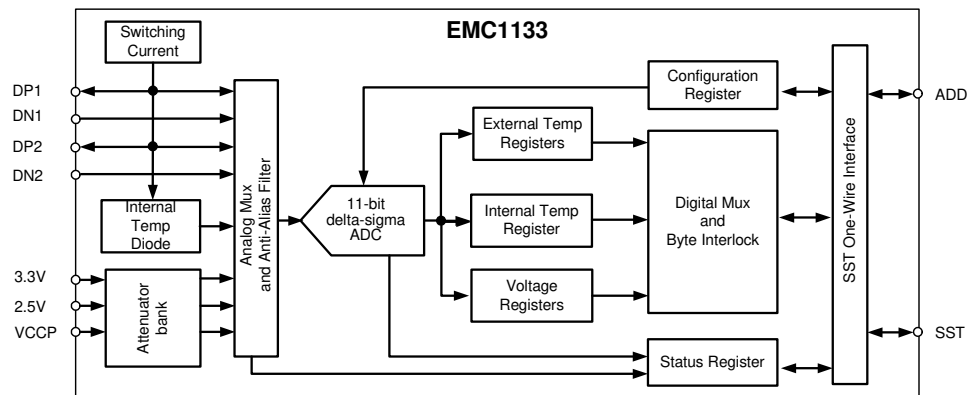 EMC1133
Switching
Current
DP1
DN1
DP2
DN2
Internal
Temp
Diode
3.3V
2.5V
VCCP
Attenuator
bank
Analog Mux
and Anti-Alias Filter
11-bit
delta-sigma
ADC
Configuration
Register
External Temp
Registers
Internal Temp
Register
Voltage
Registers
Digital Mux
and
Byte Interlock
Status Register
SST One-Wire Interface
ADD
SST